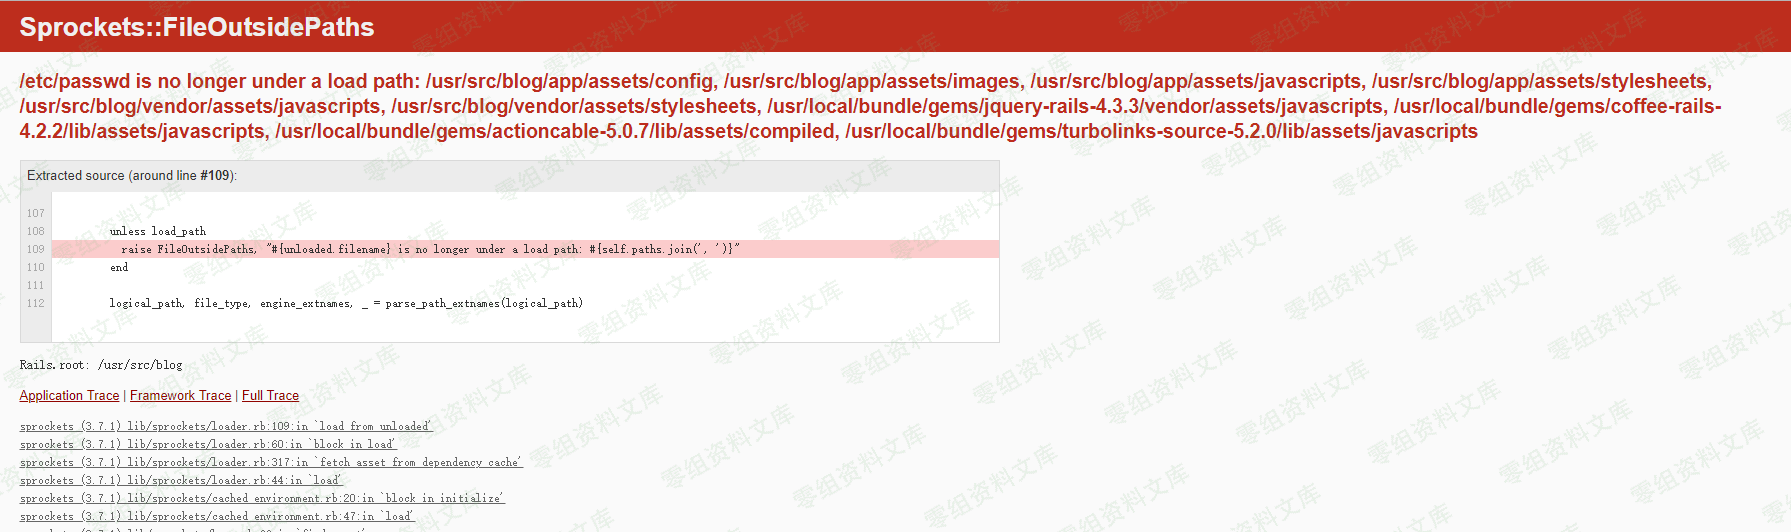 Sprockets::FileOutsidePaths
/etc/passwd is no longer under a load path: /usr/src/blog/app/assets/config, /usr/src/blog/app/assets/images, /usr/src/blog/app/assets/javascripts, /usr/src/blog/app/assets/stylesheets,
/usr/src/blog/vendor/assets/javascripts, /usr/src/blog/vendor/assets/stylesheets, /usr/local/bundle/gems/jquery-rails-4.3.3/vendor/assets/javascripts, /usr/local/bundle/gems/coffee-rails-
4.2.2/lib/assets/javascripts, /usr/local/bundle/gems/actioncable-5.0.7/lib/assets/compiled, /usr/local/bundle/gems/turbolinks-source-5.2.0/lib/assets/javascripts
Extracted source (around line #109):
107
108 unless load_path
109 raise FileOutsidePaths, "#{unloaded.filename} is no longer under a load path: #{self.paths.join(', ')}"
110 end
111
112 logical_path, file_type, engine_extnames, _ = parse_path_extnames(logical_path)
Rails.root: /usr/src/blog
Application Trace | Framework Trace | Full Trace
sprockets (3.7.1) lib/sprockets/loader.rb:109:in `load_from_unloaded'
sprockets (3.7.1) lib/sprockets/loader.rb:60:in `block in load'
sprockets (3.7.1) lib/sprockets/loader.rb:317:in `fetch_asset_from_dependency_cache'
sprockets (3.7.1) lib/sprockets/loader.rb:44:in `load'
sprockets (3.7.1) lib/sprockets/cached_environment.rb:20:in `block in initialize'
sprockets (3.7.1) lib/sprockets/cached_environment.rb:47:in `load'
零组资料文库